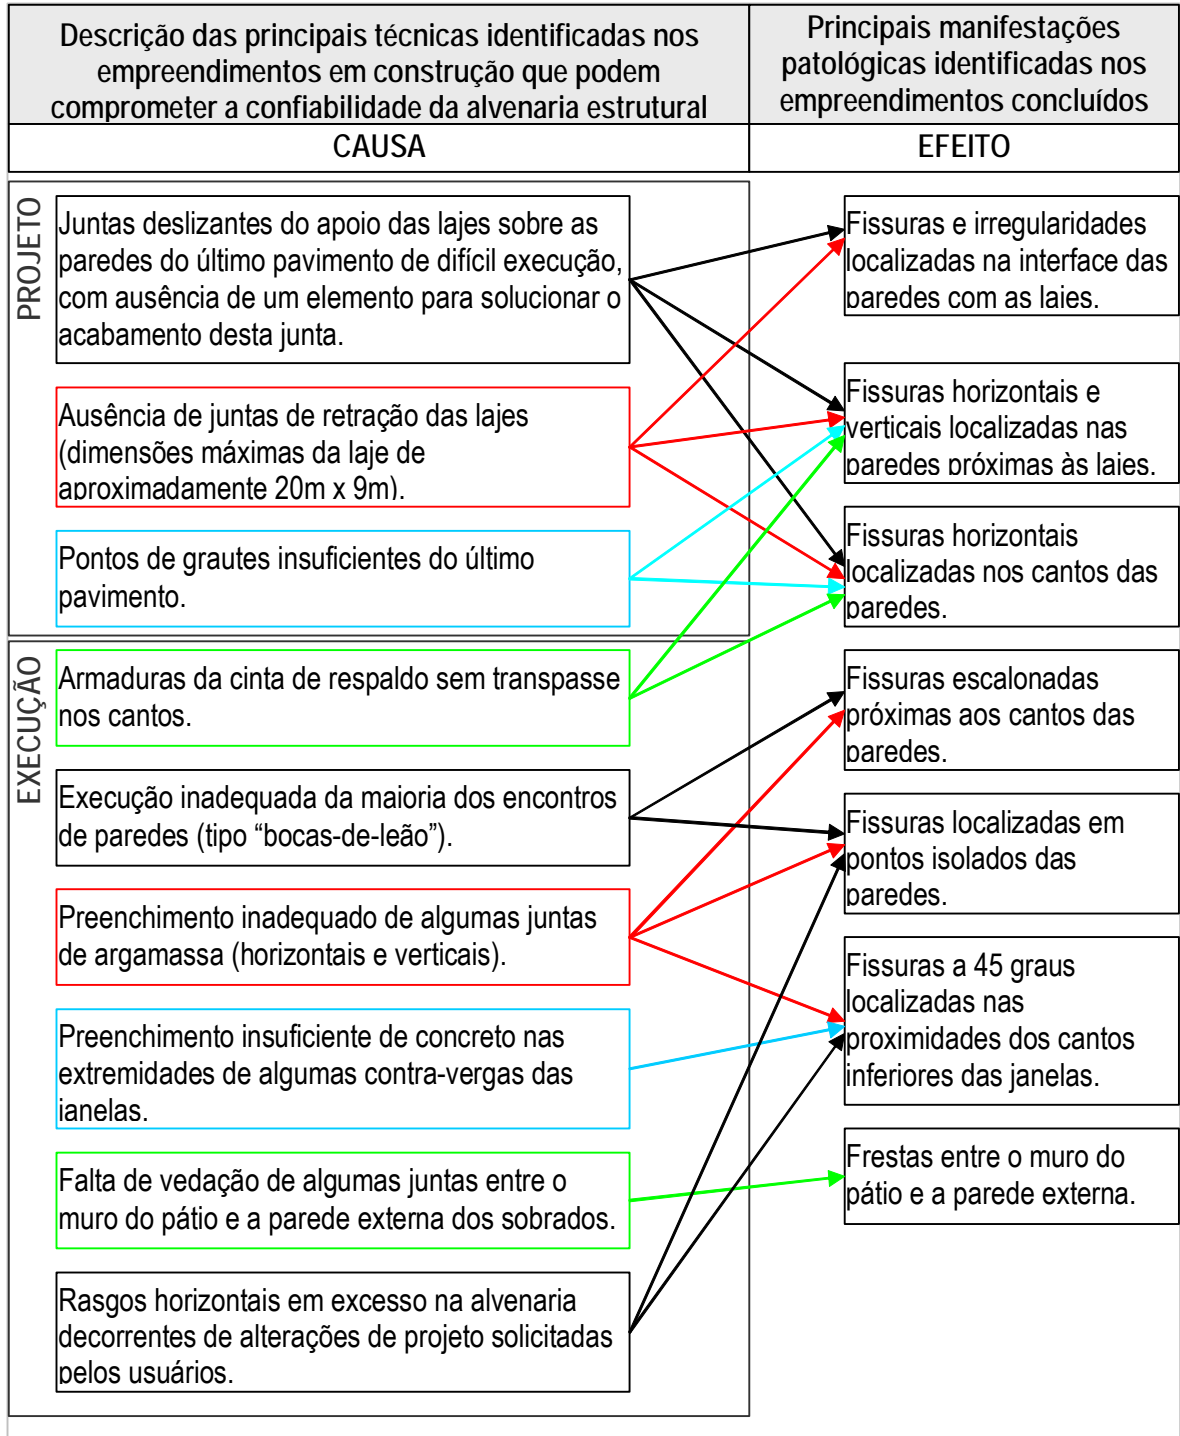 Descrição das principais técnicas identificadas nos
empreendimentos em construção que podem
comprometer a confiabilidade da alvenaria estrutural
Principais manifestações
patológicas identificadas nos
empreendimentos concluídos
CAUSA
EFEITO
PROJETO
Juntas deslizantes do apoio das lajes sobre as
paredes do último pavimento de difícil execução,
com ausência de um elemento para solucionar o
acabamento desta junta.
Ausência de juntas de retração das lajes
(dimensões máximas da laje de
aproximadamente 20m x 9m).
Pontos de grautes insuficientes do último
pavimento.
EXECUÇÃO
Armaduras da cinta de respaldo sem transpasse
nos cantos.
Execução inadequada da maioria dos encontros
de paredes (tipo “bocas-de-leão”).
Preenchimento inadequado de algumas juntas
de argamassa (horizontais e verticais).
Preenchimento insuficiente de concreto nas
extremidades de algumas contra-vergas das
janelas.
Falta de vedação de algumas juntas entre o
muro do pátio e a parede externa dos sobrados.
Rasgos horizontais em excesso na alvenaria
decorrentes de alterações de projeto solicitadas
pelos usuários.
Fissuras e irregularidades
localizadas na interface das
paredes com as lajes.
Fissuras horizontais e
verticais localizadas nas
paredes próximas às lajes.
Fissuras horizontais
localizadas nos cantos das
paredes.
Fissuras escalonadas
próximas aos cantos das
paredes.
Fissuras localizadas em
pontos isolados das
paredes.
Fissuras a 45 graus
localizadas nas
proximidades dos cantos
inferiores das janelas.
Frestas entre o muro do
pátio e a parede externa.